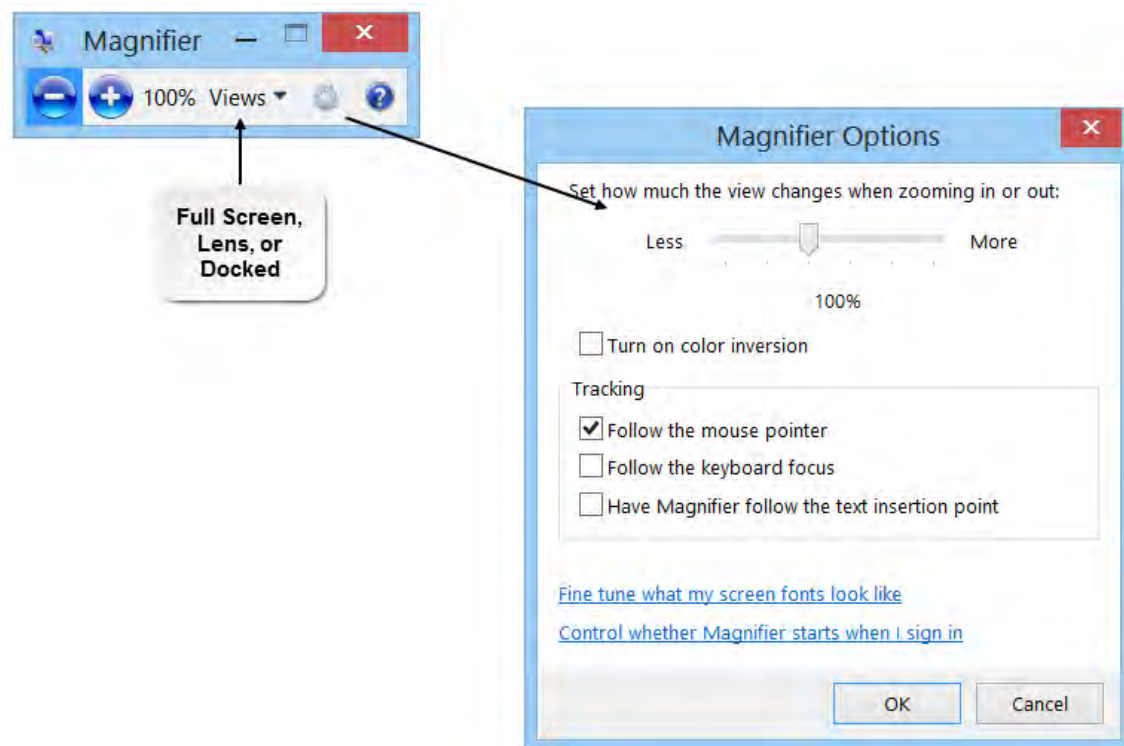 Magnifier
100% Views
Full Screen,
Lens, or
Docked
Magnifier Options
Set how much the view changes when zooming in or out:
Less More
100%
Turn on color inversion
Tracking
Follow the mouse pointer
Follow the keyboard focus
Have Magnifier follow the text insertion point
Fine tune what my screen fonts look like
Control whether Magnifier starts when I sign in
OK Cancel